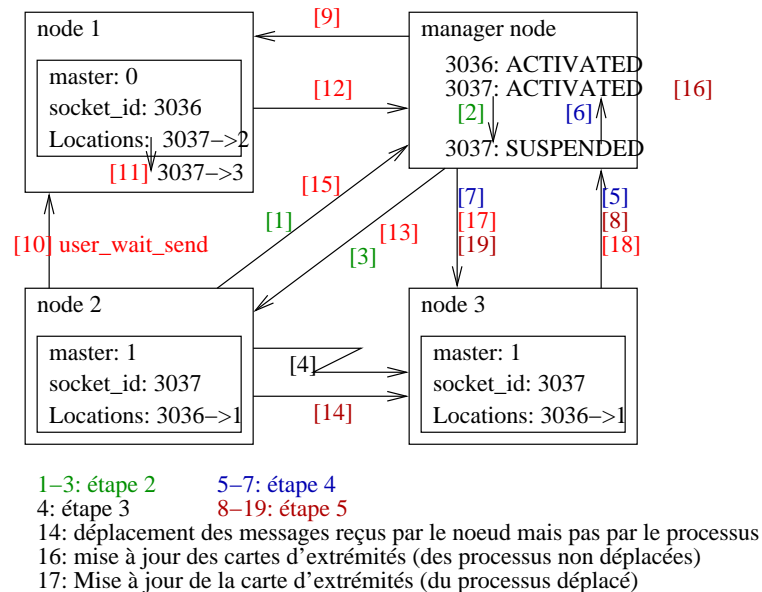 node 1
[9]
manager node
master: 0
socket_id: 3036
Locations: 3037->2
[11] 3037->3
[12]
3036: ACTIVATED
3037: ACTIVATED
[16]
[2]
[6]
3037: SUSPENDED
[15]
[1]
[13]
[3]
[7]
[17]
[19]
[5]
[8]
[18]
[10] user_wait_send
node 2
master: 1
socket_id: 3037
Locations: 3036->1
[4]
[14]
node 3
master: 1
socket_id: 3037
Locations: 3036->1
1-3: étape 2
5-7: étape 4
4: étape 3
8-19: étape 5
14: déplacement des messages reçus par le noeud mais pas par le processus
16: mise à jour des cartes d'extrémités (des processus non déplacées)
17: Mise à jour de la carte d'extrémités (du processus déplacé)